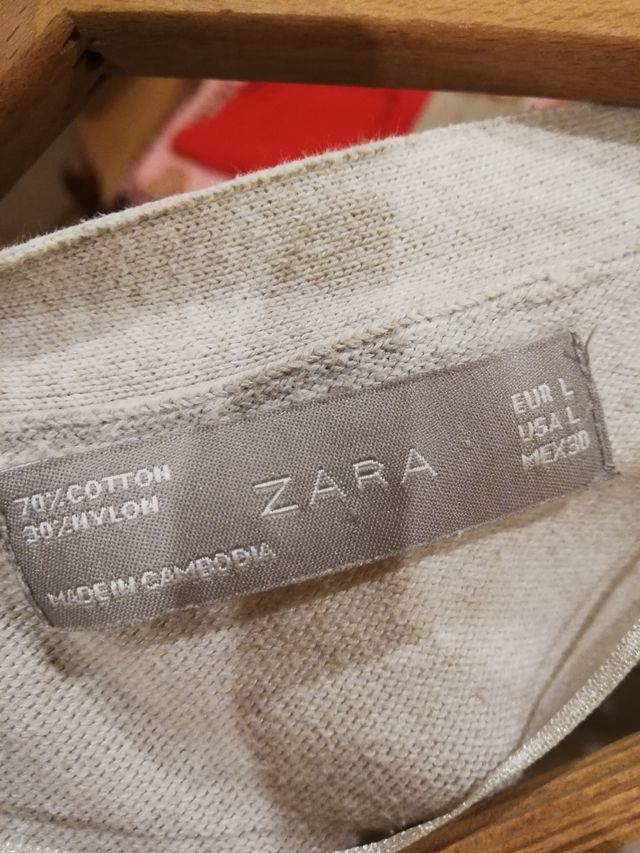 70%COTTON
30%NYLON
MADE IN CAMBODIA
ZARA
EUR L
USA L
MEX 30